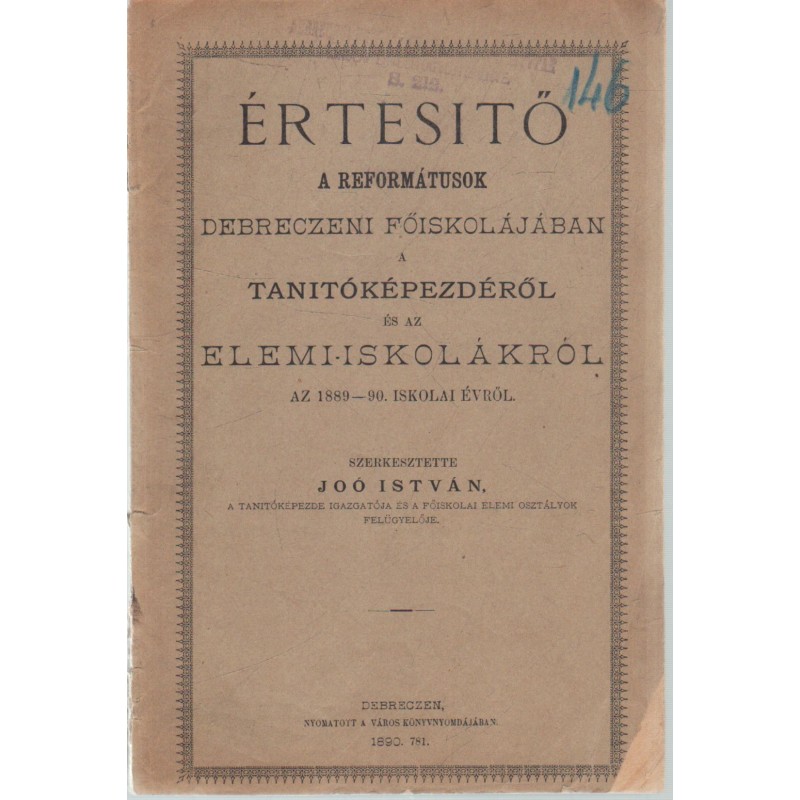 B. 213.
146
ÉRTESITŐ
A REFORMÁTUSOK
DEBRECZENI FŐISKOLÁJÁBAN
A
TANITÓKÉPEZDÉRŐL
ÉS AZ
ELEMI-ISKOLÁKRÓL
AZ 1889—90. ISKOLAI ÉVRŐL.
SZERKESZTETTE
JOÓ ISTVÁN,
A TANITÓKÉPEZDE IGAZGATÓJA ÉS A FŐISKOLAI ELEMI OSZTÁLYOK
FELÜGYELŐJE.
DEBRECZEN,
NYOMATOTT A VÁROS KÖNYVNYOMDÁJÁBAN.
1890. 781.